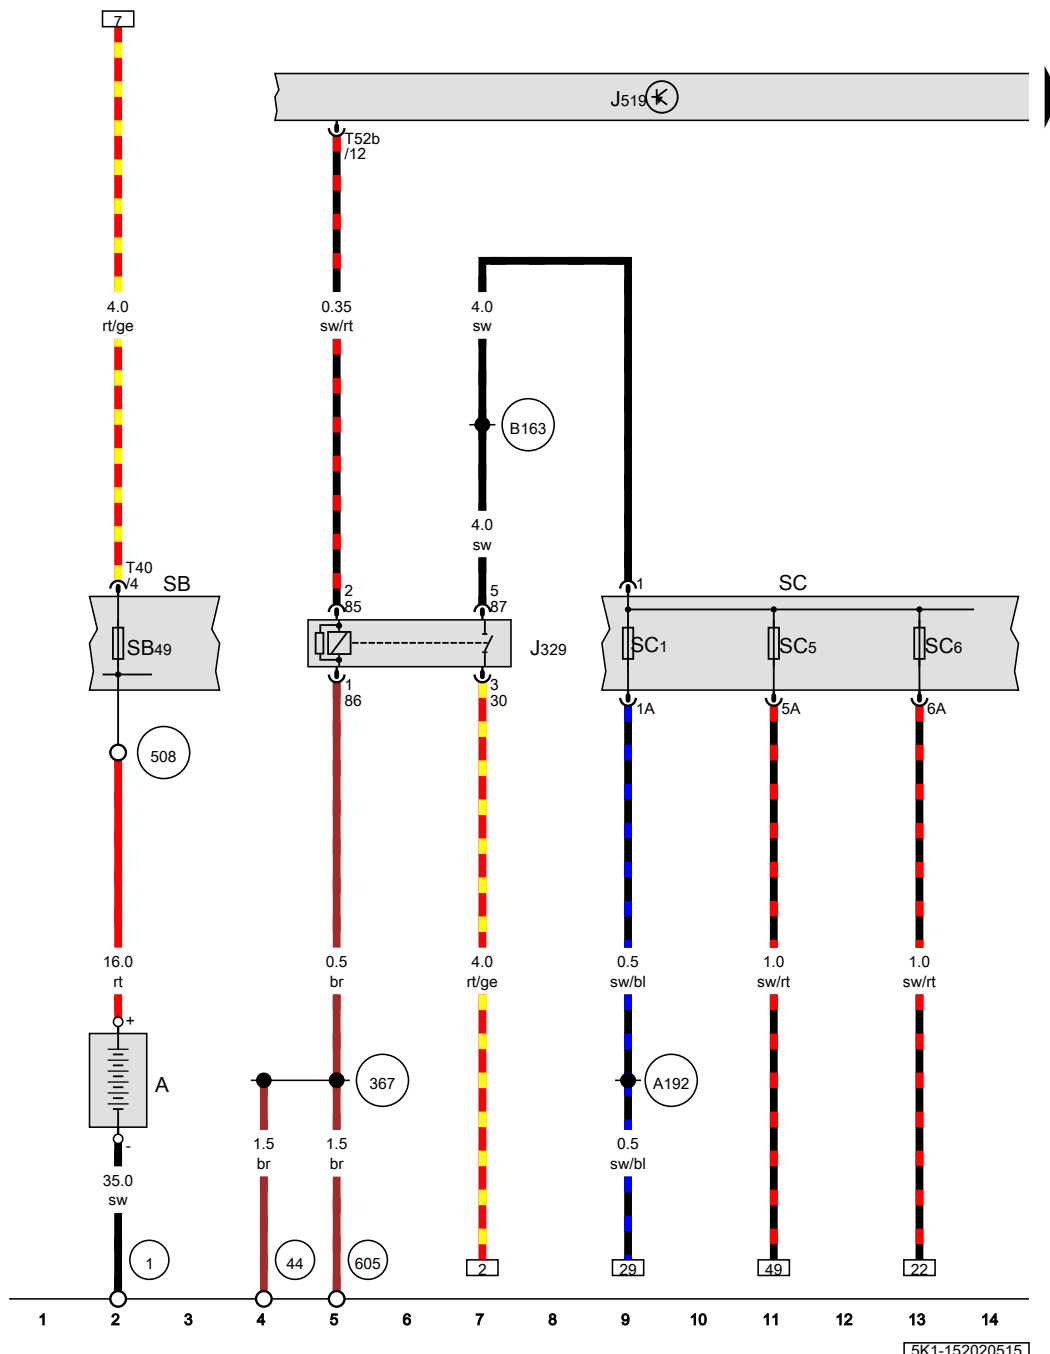 7
J519
T52b
/12
4.0
rt/ge
0.35
sw/rt
4.0
sw
B163
4.0
sw
T40
/4
SB
2
85
5
87
1
SC
SB49
J329
SC1
SC5
SC6
1
86
3
30
1A
5A
6A
508
16.0
rt
0.5
br
4.0
rt/ge
0.5
sw/bl
1.0
sw/rt
1.0
sw/rt
+
A
367
A192
-
1.5
br
1.5
br
0.5
sw/bl
35.0
sw
1
44
605
2
29
49
22
1 2 3 4 5 6 7 8 9 10 11 12 13 14
5K1-152020515